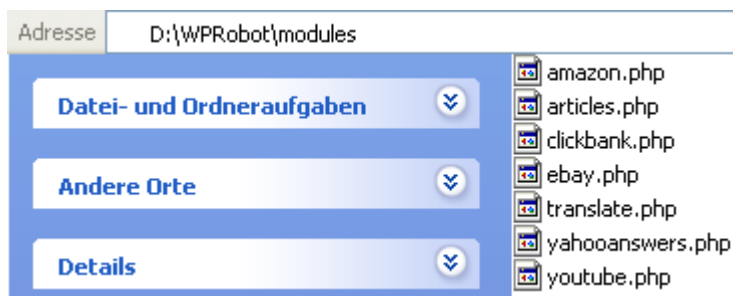 Adresse D:\WPRobot\modules
Datei- und Ordneraufgaben
Andere Orte
Details
amazon.php
articles.php
clickbank.php
ebay.php
translate.php
yahooanswers.php
youtube.php